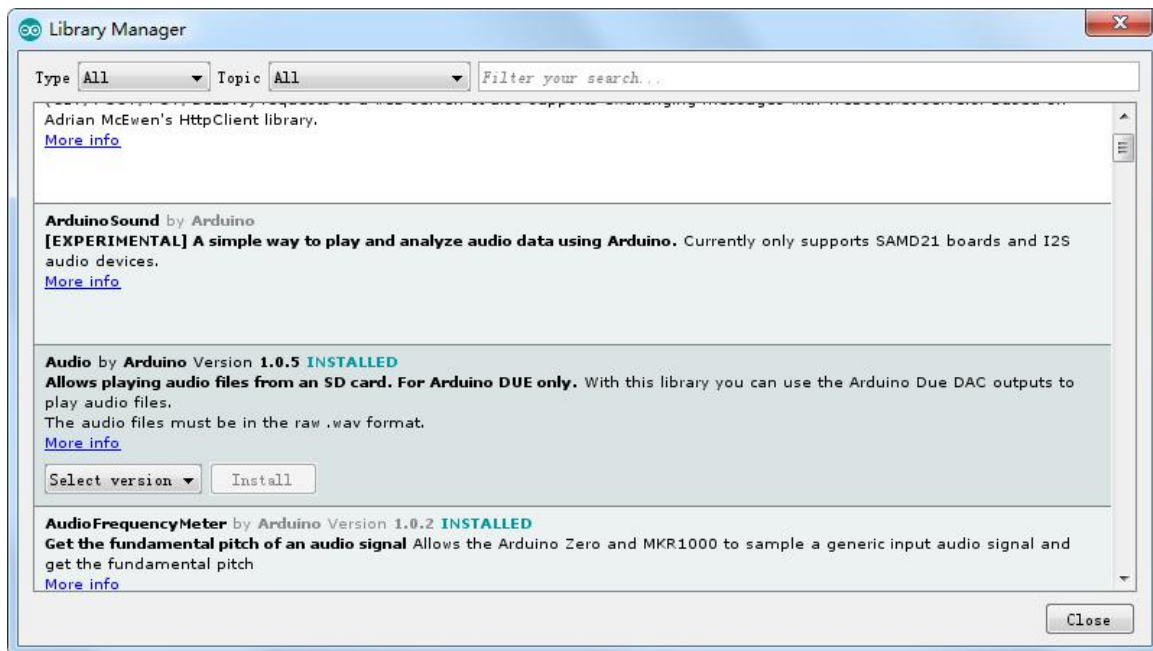 Library Manager
Type All Topic All Filter your search...
Adrian McEwen's HttpClient library.
More info
ArduinoSound by Arduino
[EXPERIMENTAL] A simple way to play and analyze audio data using Arduino. Currently only supports SAMD21 boards and I2S
audio devices.
More info
Audio by Arduino Version 1.0.5 INSTALLED
Allows playing audio files from an SD card. For Arduino DUE only. With this library you can use the Arduino Due DAC outputs to
play audio files.
The audio files must be in the raw .wav format.
More info
Select version Install
AudioFrequencyMeter by Arduino Version 1.0.2 INSTALLED
Get the fundamental pitch of an audio signal Allows the Arduino Zero and MKR1000 to sample a generic input audio signal and
get the fundamental pitch
More info
Close